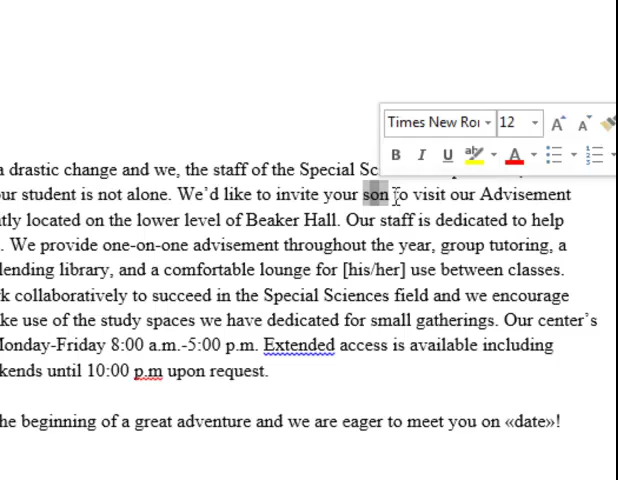 Times New Roi 12 A A
B I U ab A
a drastic change and we, the staff of the Special Sc
our student is not alone. We'd like to invite your son to visit our Advisement
tly located on the lower level of Beaker Hall. Our staff is dedicated to help
. We provide one-on-one advisement throughout the year, group tutoring, a
lending library, and a comfortable lounge for [his/her] use between classes.
k collaboratively to succeed in the Special Sciences field and we encourage
ke use of the study spaces we have dedicated for small gatherings. Our center's
Monday-Friday 8:00 a.m.-5:00 p.m. Extended access is available including
kends until 10:00 p.m upon request.
he beginning of a great adventure and we are eager to meet you on «date»!